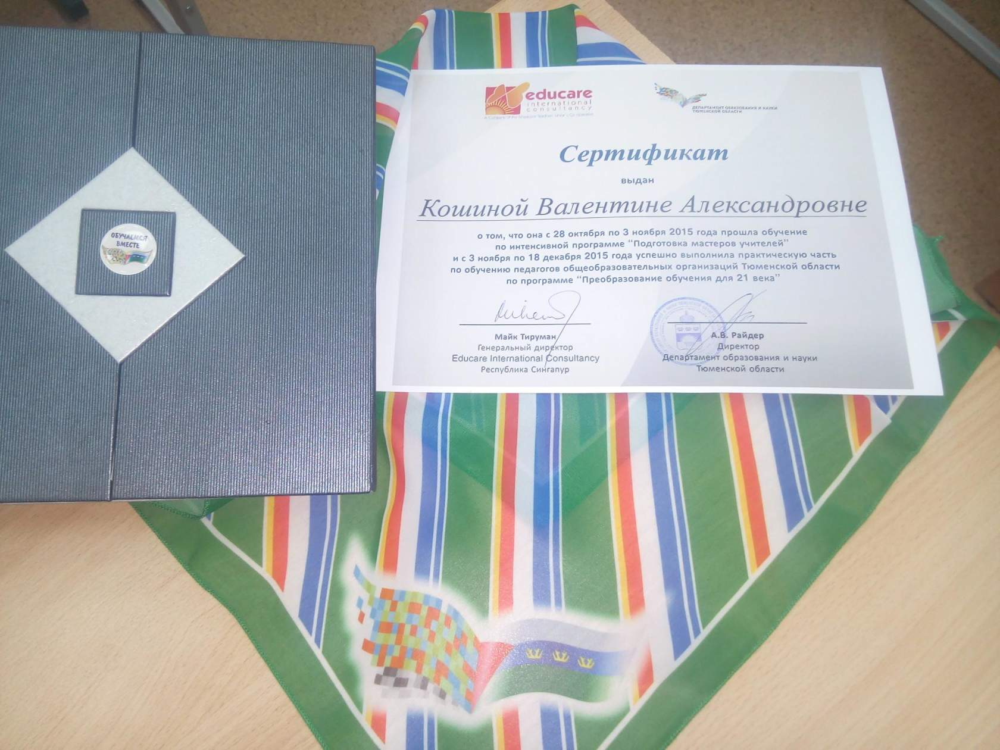 ОБУЧАЕМСЯ
ВМЕСТЕ
educare
international
consultancy
ДЕПАРТАМЕНТ ОБРАЗОВАНИЯ И НАУКИ
ТЮМЕНСКОЙ ОБЛАСТИ
Сертификат
выдан
Кошиной Валентине Александровне
о том, что она с 28 октября по 3 ноября 2015 года прошла обучение
по интенсивной программе “Подготовка мастеров учителей”
и с 3 ноября по 18 декабря 2015 года успешно выполнила практическую часть
по обучению педагогов общеобразовательных организаций Тюменской области
по программе “Преобразование обучения для 21 века”
Майк Тируман
Генеральный директор
Educare International Consultancy
Республика Сингапур
А.В. Райдер
Директор
Департамент образования и науки
Тюменской области